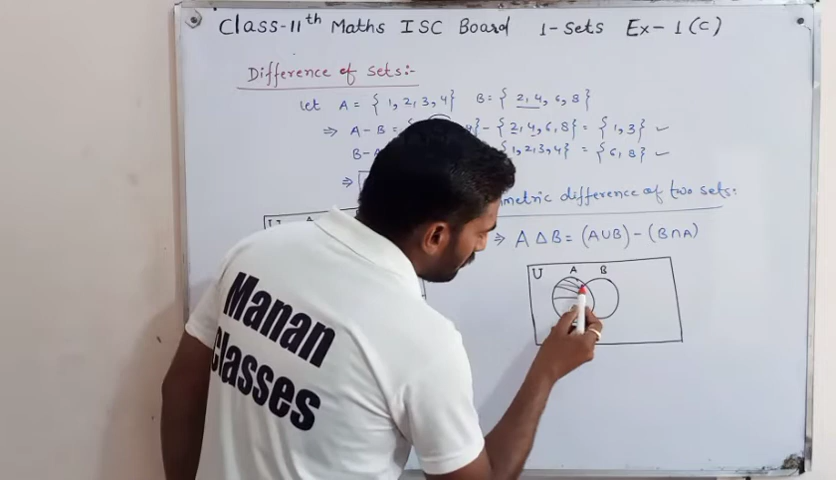 Class-11th Maths ISC Board 1-Sets Ex-1(C)
Difference of sets:-
Let A = { 1, 2, 3, 4} B = { 2, 4, 6, 8}
⇒ A - B = { 4} - { 2, 4, 6, 8} = { 1, 3} ✓
B - A {1, 2, 3, 4} = { 6, 8} ✓
⇒
metric difference of two sets:-
⇒ A Δ B = (A∪B) - (B∩A)
U A
U A B
Manan
Classes